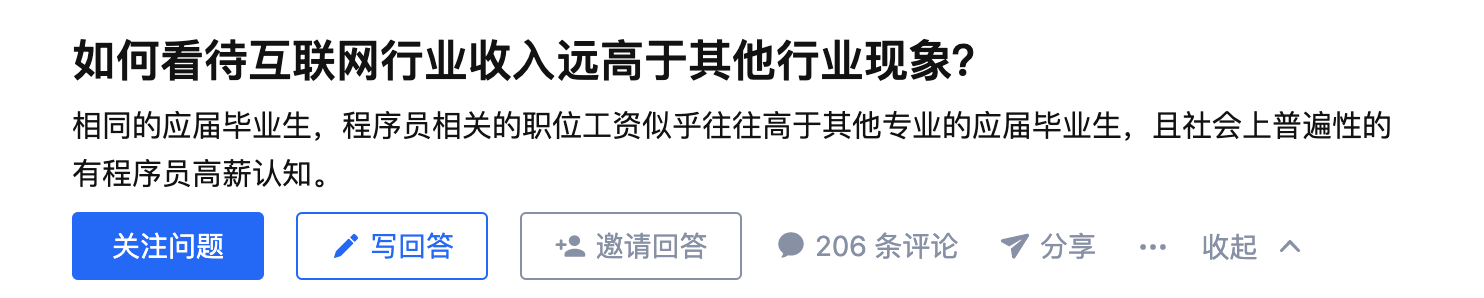 如何看待互联网行业收入远高于其他行业现象?
相同的应届毕业生，程序员相关的职位工资似乎往往高于其他专业的应届毕业生，且社会上普遍性的
有程序员高薪认知。
关注问题 写回答 邀请回答 206 条评论 分享 ··· 收起